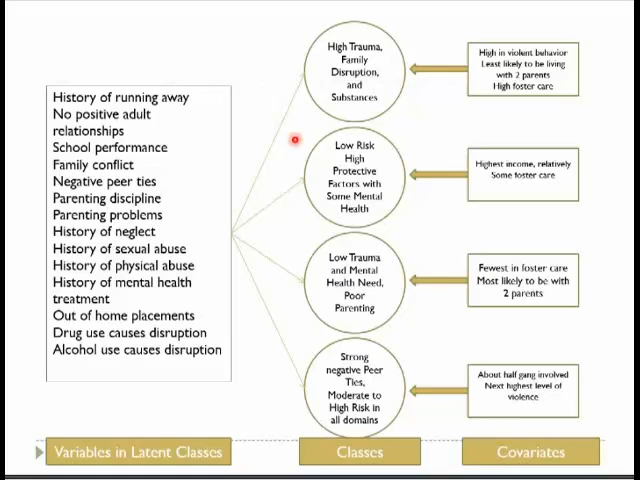 History of running away
No positive adult
relationships
School performance
Family conflict
Negative peer ties
Parenting discipline
Parenting problems
History of neglect
History of sexual abuse
History of physical abuse
History of mental health
treatment
Out of home placements
Drug use causes disruption
Alcohol use causes disruption
High Trauma,
Family
Disruption,
and
Substances
High in violent behavior
Least likely to be living
with 2 parents
High foster care
Low Risk
High
Protective
Factors with
Some Mental
Health
Highest income, relatively
Some foster care
Low Trauma
and Mental
Health Need,
Poor
Parenting
Fewest in foster care
Most likely to be with
2 parents
Strong
negative Peer
Ties,
Moderate to
High Risk in
all domains
About half gang involved
Next highest level of
violence
Variables in Latent Classes
Classes
Covariates